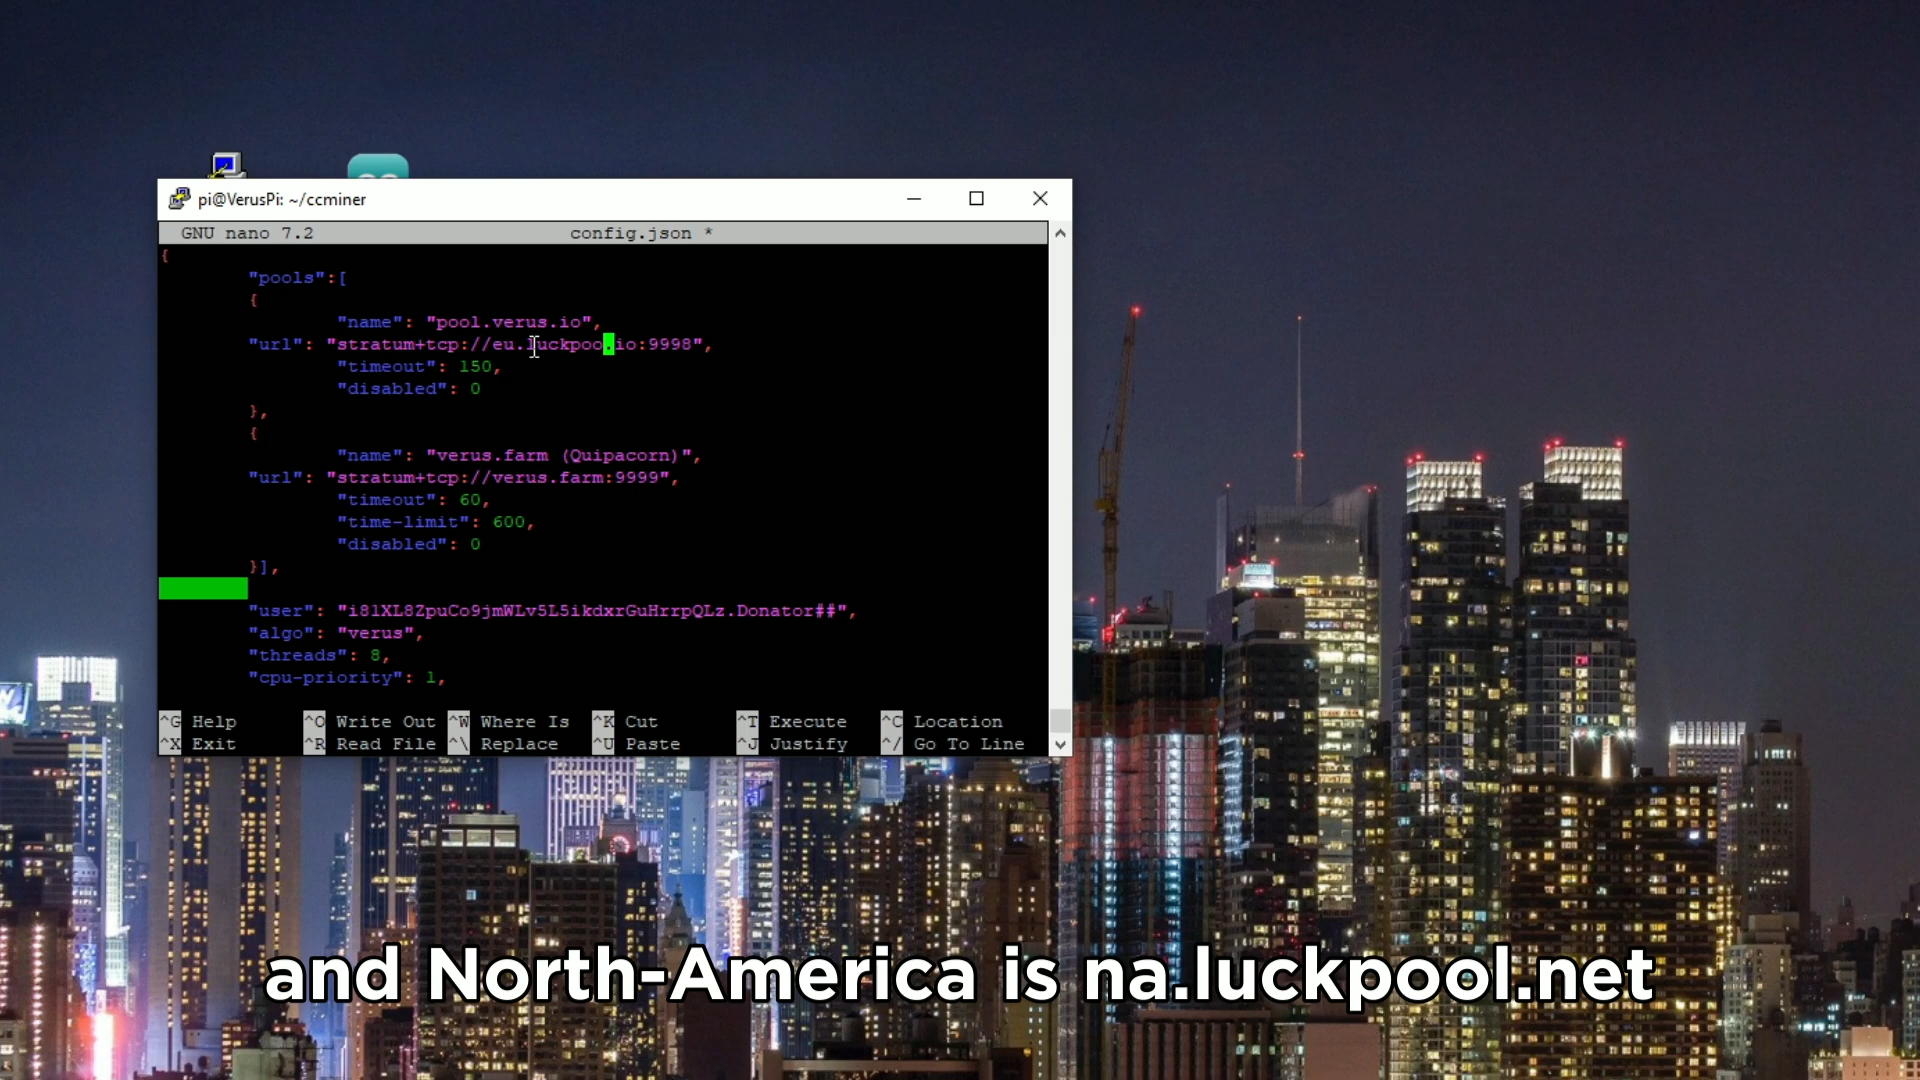 pi@VerusPi: ~/ccminer
GNU nano 7.2 config.json *
{
"pools":[
{
"name": "pool.verus.io",
"url": "stratum+tcp://eu.luckpoo.io:9998",
"timeout": 150,
"disabled": 0
},
{
"name": "verus.farm (Quipacorn)",
"url": "stratum+tcp://verus.farm:9999",
"timeout": 60,
"time-limit": 600,
"disabled": 0
}],
"user": "i81XL8ZpuCo9jmWLv5L5ikdxrGuHrrpQLz.Donator##",
"algo": "verus",
"threads": 8,
"cpu-priority": 1,
^G Help ^O Write Out ^W Where Is ^K Cut ^T Execute ^C Location
^X Exit ^R Read File ^\ Replace ^U Paste ^J Justify ^/ Go To Line
and North-America is na.luckpool.net